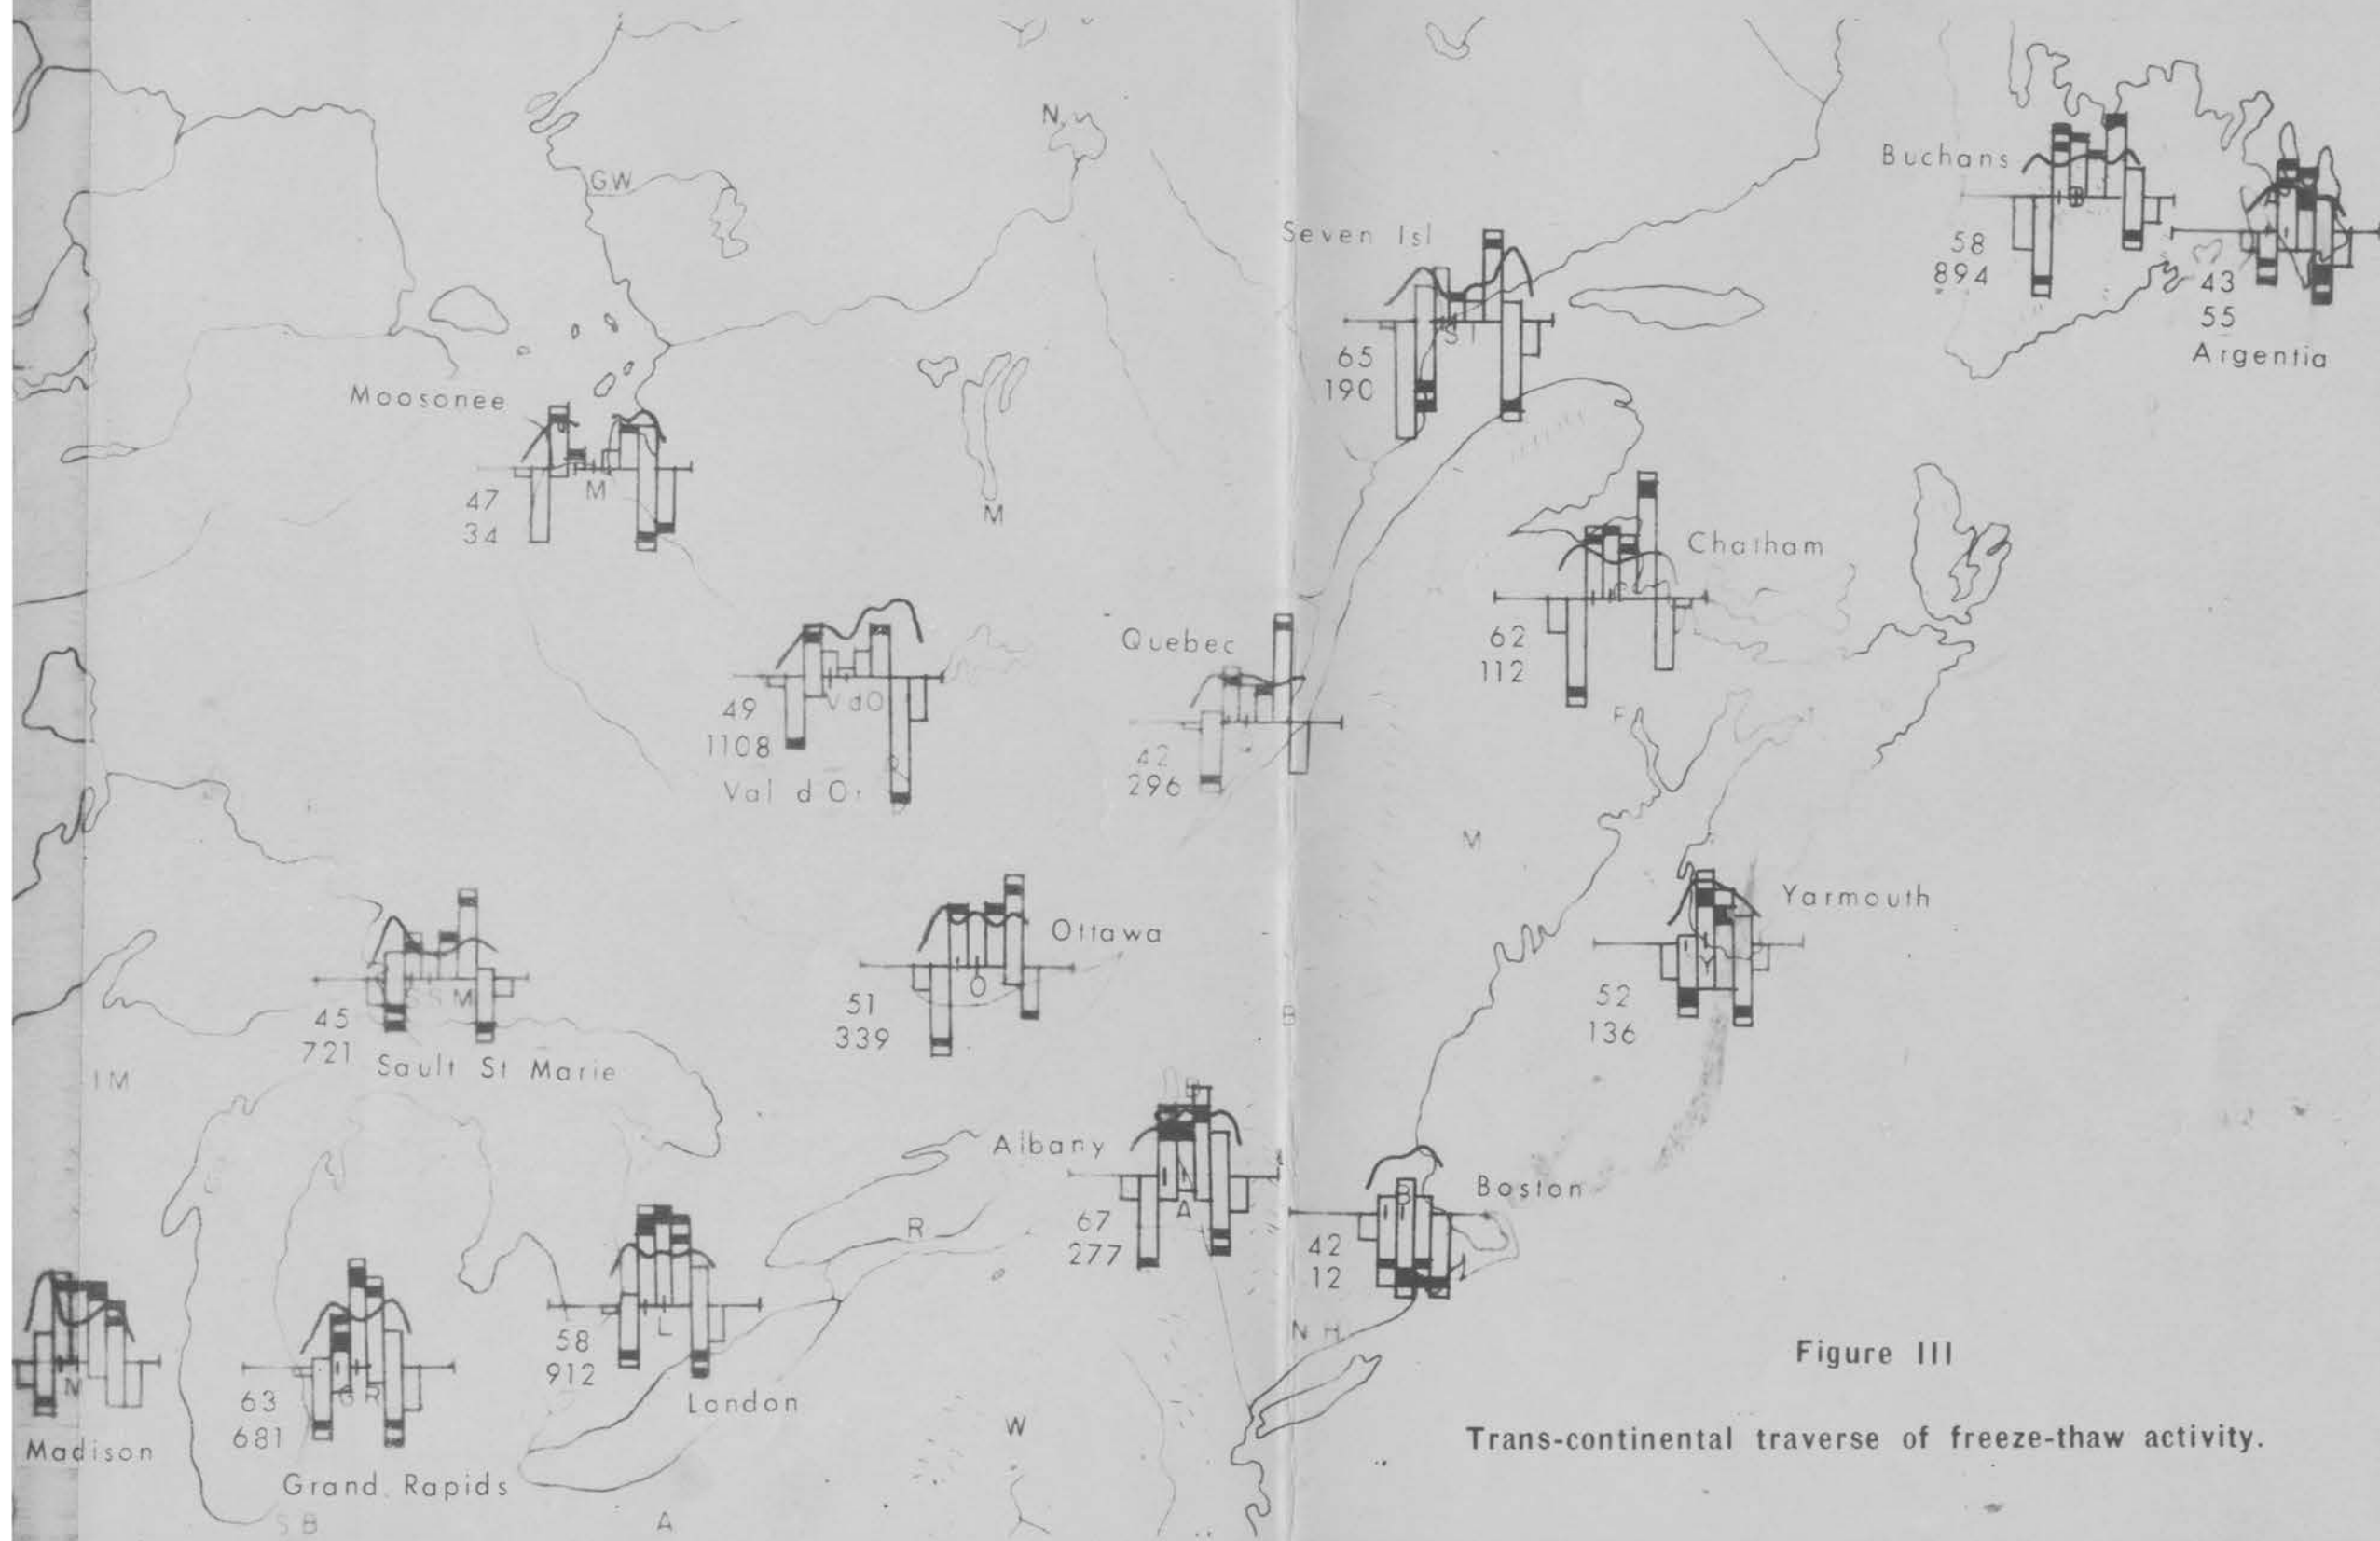 N
GW
Buchans
58
894
43
55
Argentia
Seven Isl
S I
65
190
Moosonee
M
47
34
M
Chatham
62
112
Quebec
42
296
49
1108
V d O
Val d Or
F
M
Yarmouth
Y
52
136
Ottawa
O
51
339
S S M
45
721
Sault St Marie
I M
B
Albany
A
67
277
R
Boston
B
42
12
N H
L
58
912
London
G R
63
681
Grand Rapids
Madison
W
S B
A
Figure III
Trans-continental traverse of freeze-thaw activity.